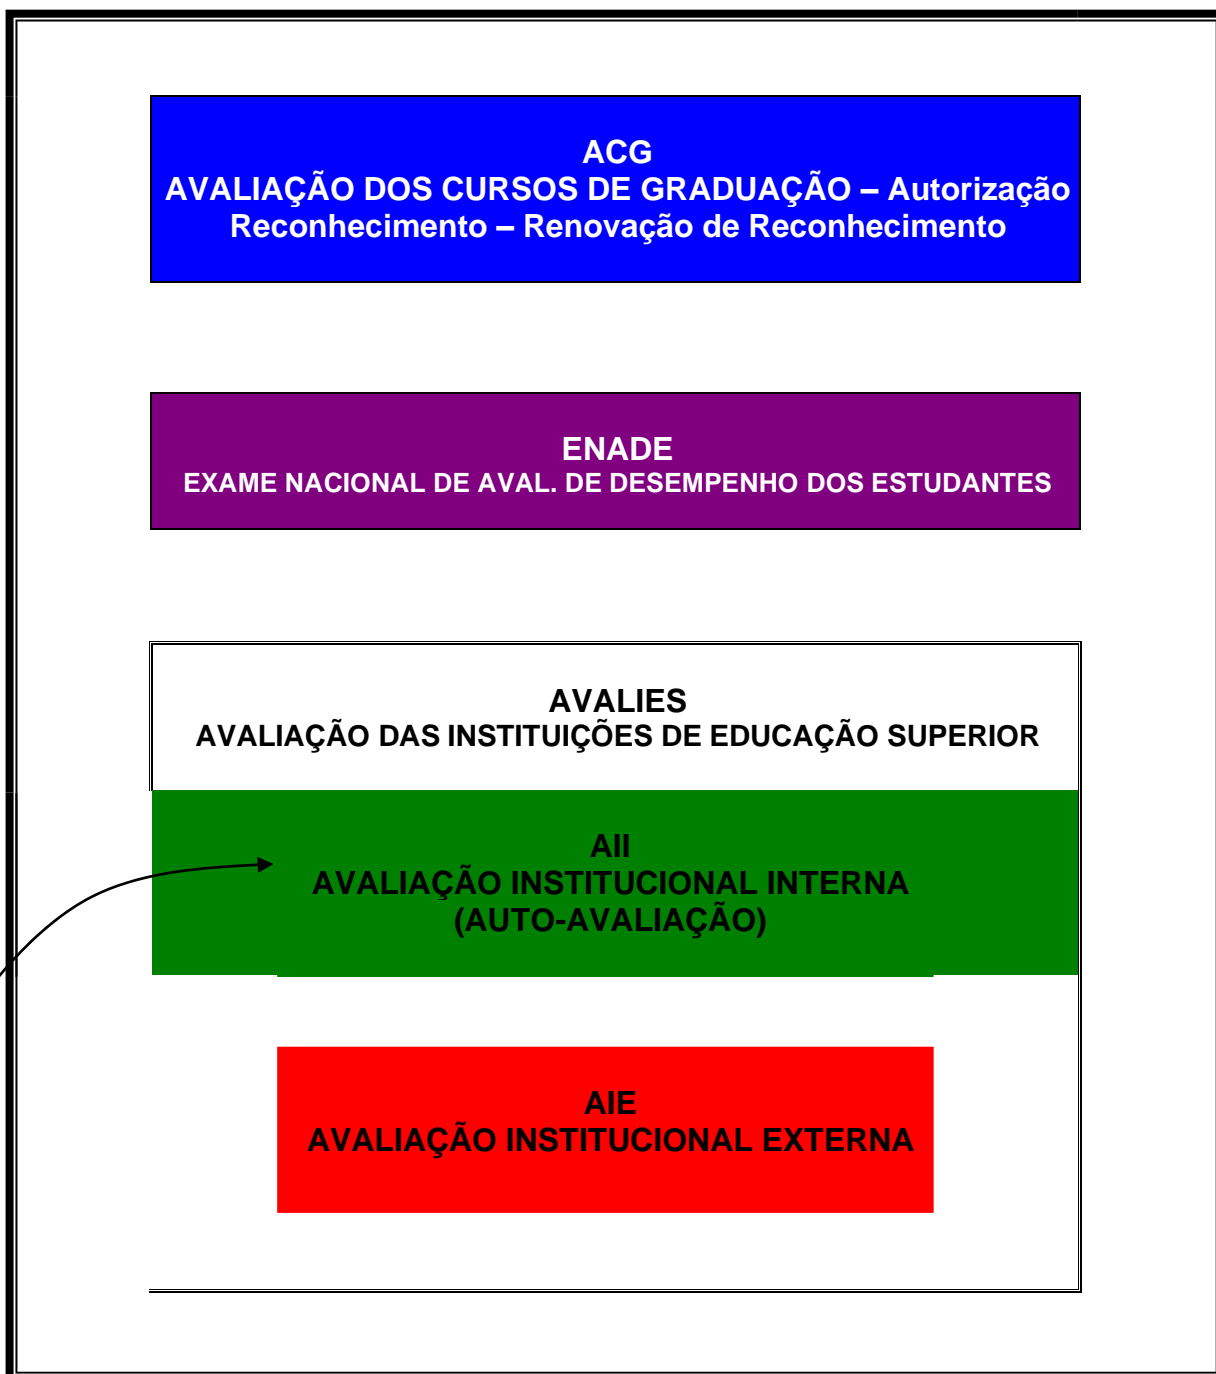 ACG
AVALIAÇÃO DOS CURSOS DE GRADUAÇÃO – Autorização
Reconhecimento – Renovação de Reconhecimento
ENADE
EXAME NACIONAL DE AVAL. DE DESEMPENHO DOS ESTUDANTES
AVALIES
AVALIAÇÃO DAS INSTITUIÇÕES DE EDUCAÇÃO SUPERIOR
AII
AVALIAÇÃO INSTITUCIONAL INTERNA
(AUTO-AVALIAÇÃO)
AIE
AVALIAÇÃO INSTITUCIONAL EXTERNA